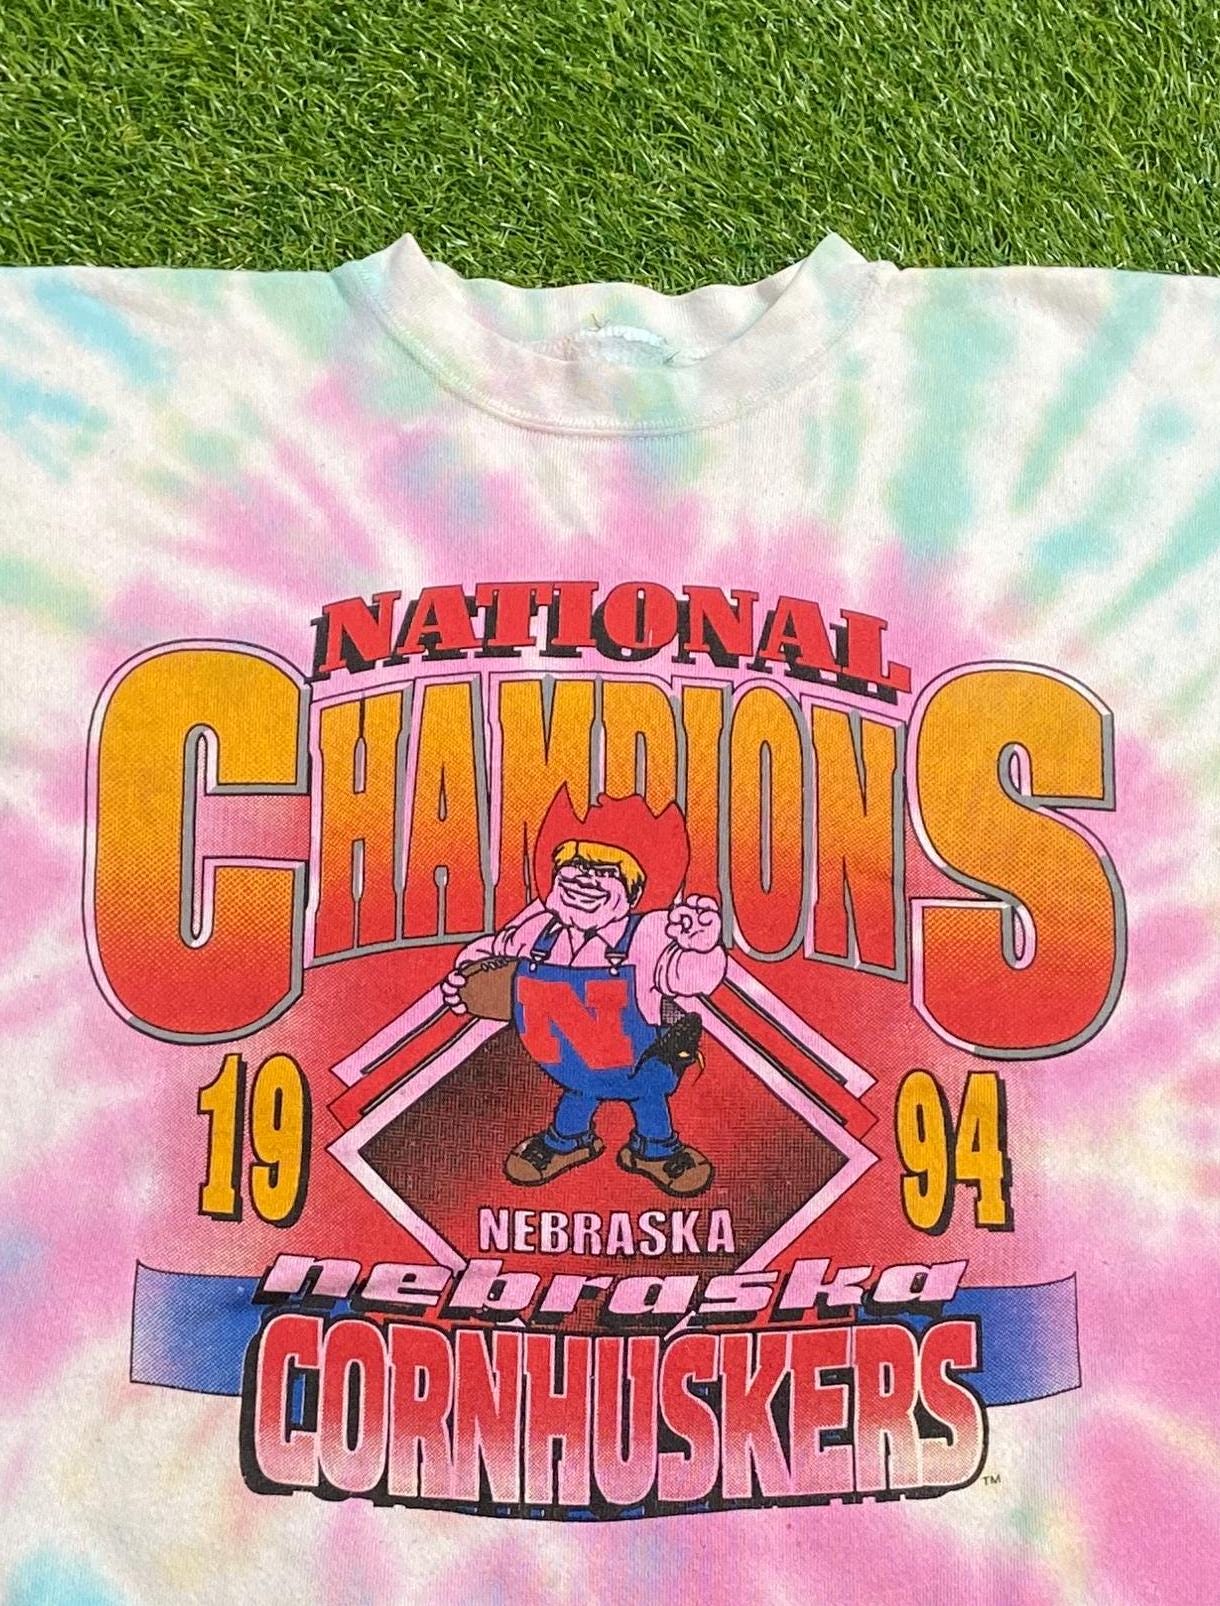 NATIONAL
CHAMPIONS
19 94
N
NEBRASKA
nebraska
CORNHUSKERS
TM